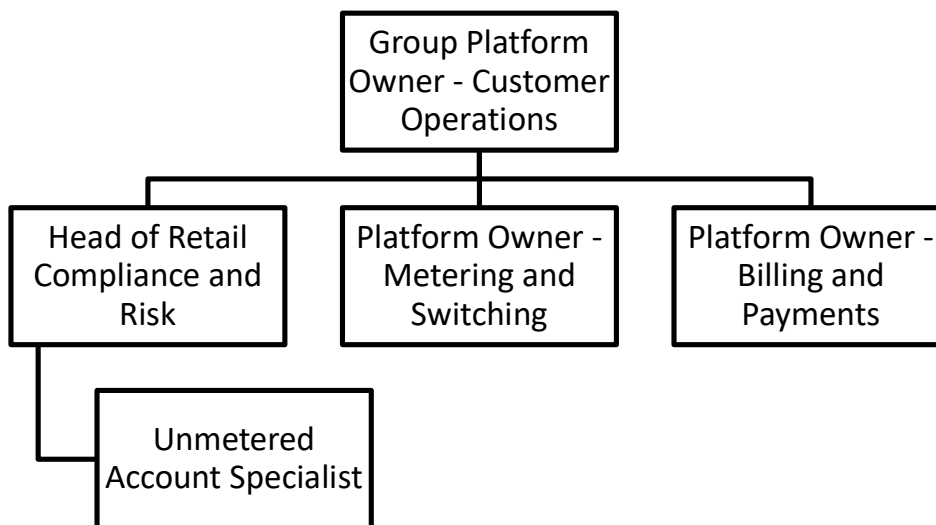 Group Platform
Owner - Customer
Operations
Head of Retail
Compliance and
Risk
Platform Owner -
Metering and
Switching
Platform Owner -
Billing and
Payments
Unmetered
Account Specialist